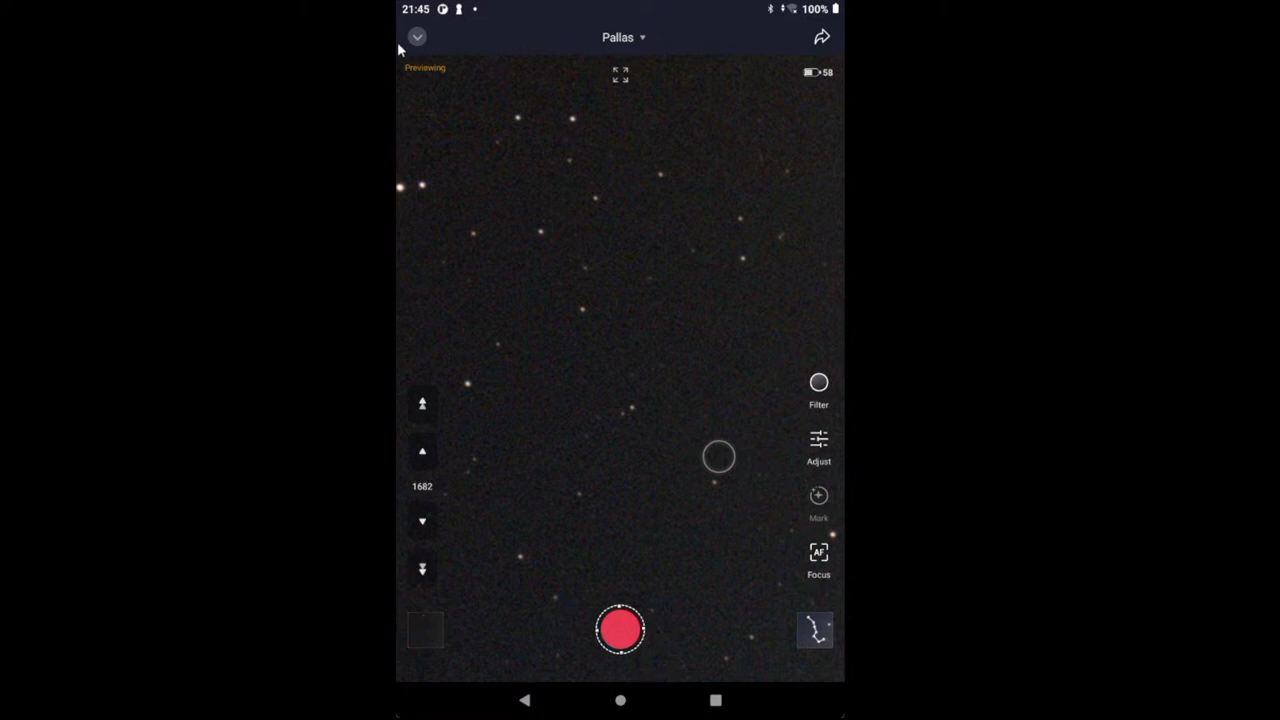 21:45
100%
Pallas
Previewing
58
Filter
Adjust
1682
Mark
AF
Focus